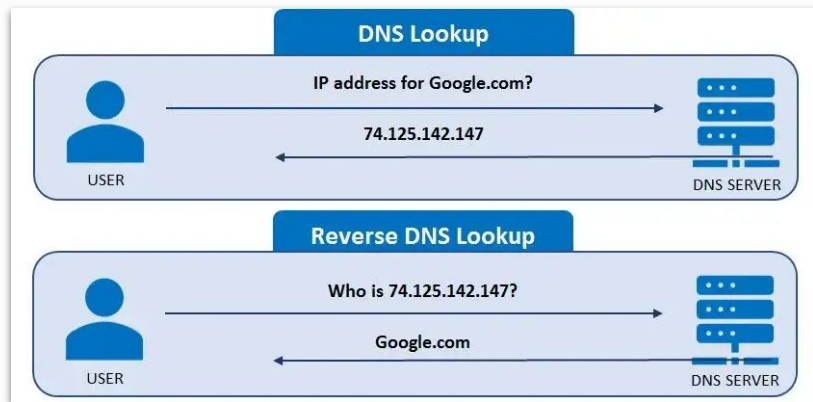 DNS Lookup
IP address for Google.com?
74.125.142.147
USER
DNS SERVER
Reverse DNS Lookup
Who is 74.125.142.147?
Google.com
USER
DNS SERVER